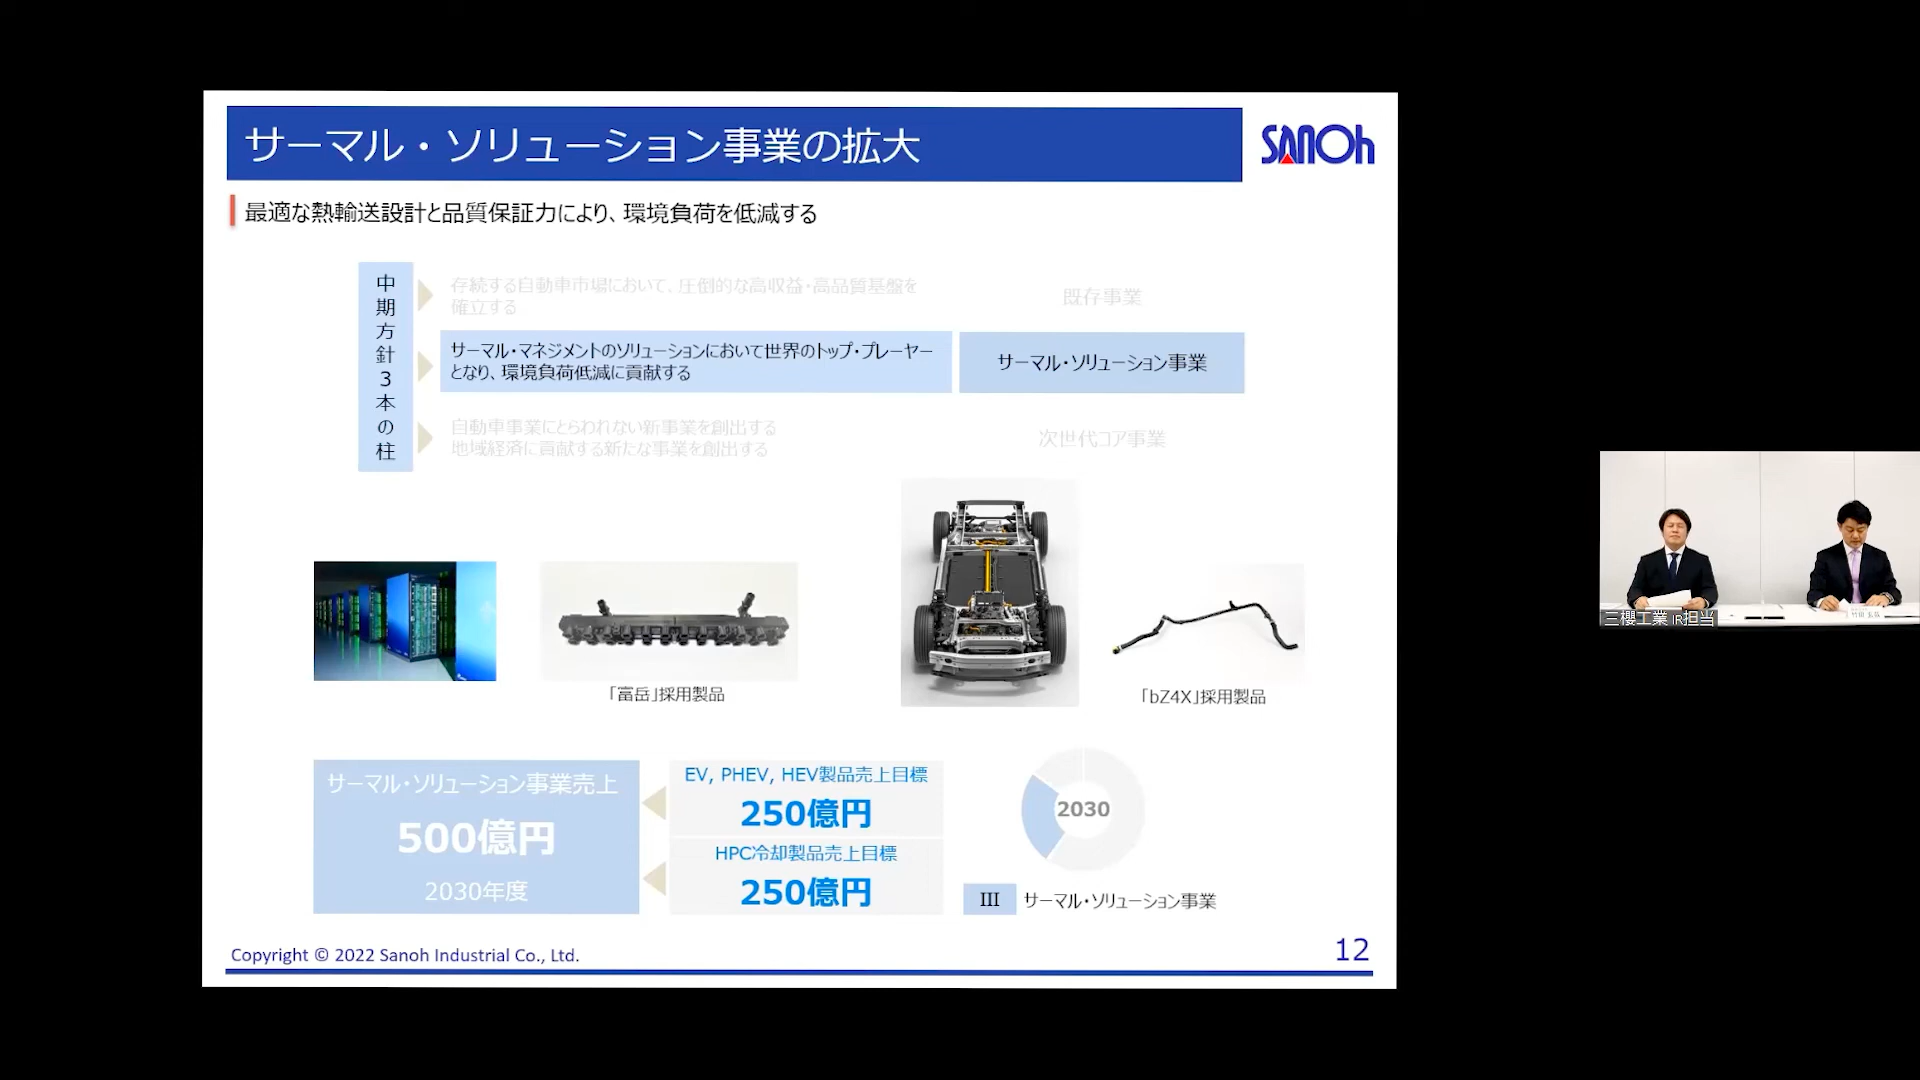 サーマル・ソリューション事業の拡大
SANOh
最適な熱輸送設計と品質保証力により、環境負荷を低減する
中期方針3本の柱
存続する自動車市場において、圧倒的な高収益・高品質基盤を
確立する
既存事業
サーマル・マネジメントのソリューションにおいて世界のトップ・プレーヤー
となり、環境負荷低減に貢献する
サーマル・ソリューション事業
自動車事業にとらわれない新事業を創出する
地域経済に貢献する新たな事業を創出する
次世代コア事業
「富岳」採用製品
「bZ4X」採用製品
サーマル・ソリューション事業売上
500億円
2030年度
EV, PHEV, HEV製品売上目標
250億円
HPC冷却製品売上目標
250億円
2030
III
サーマル・ソリューション事業
Copyright © 2022 Sanoh Industrial Co., Ltd.
12
三櫻工業 IR担当